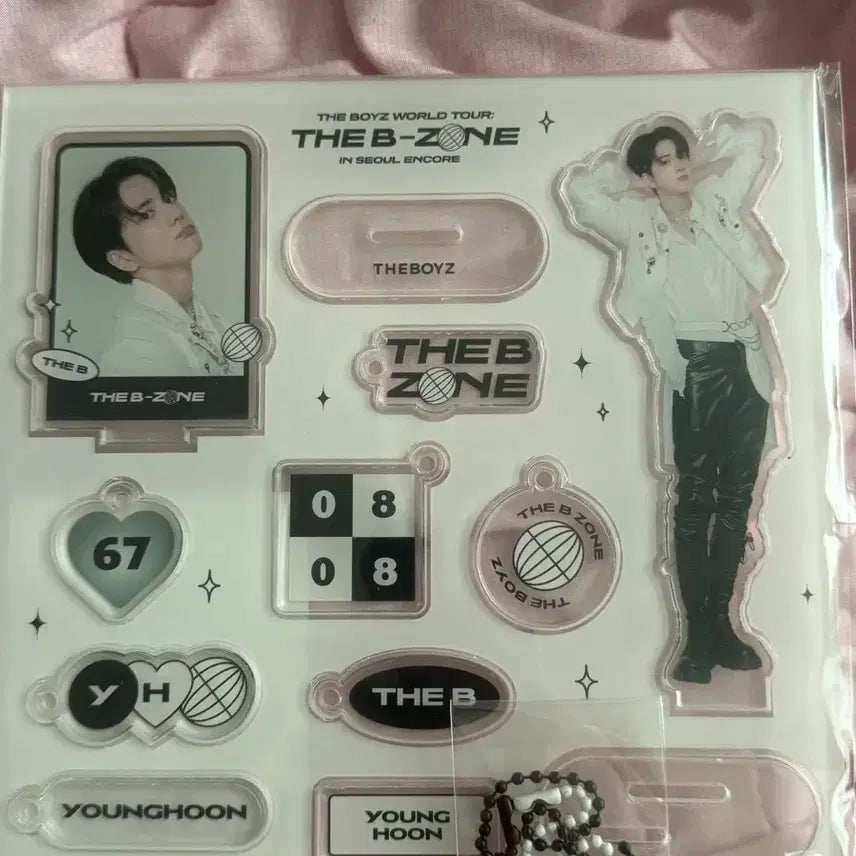 THE BOYZ WORLD TOUR:
THE B-ZONE
IN SEOUL ENCORE
THE B
THE B-ZONE
THEBOYZ
THE B
ZONE
67
0 8
0 8
THE B ZONE
THE BOYZ
Y H
THE B
YOUNGHOON
YOUNG
HOON